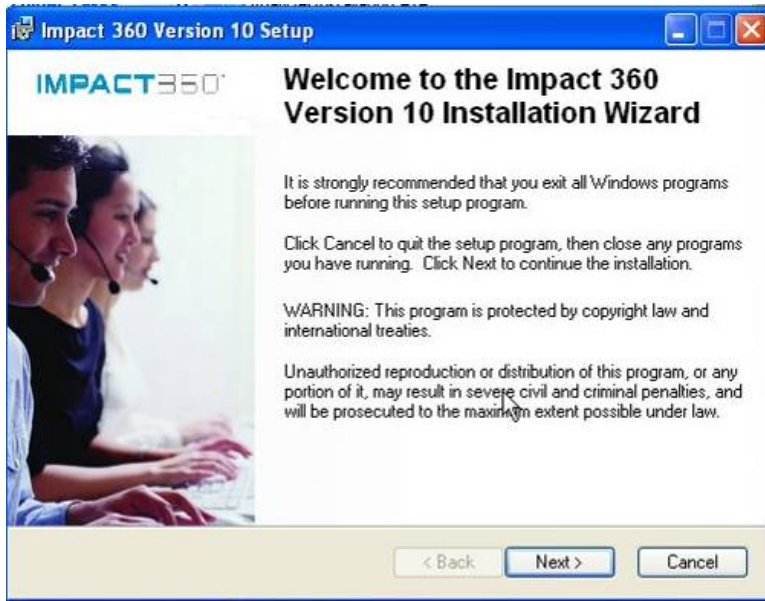 Impact 360 Version 10 Setup
IMPACT360
Welcome to the Impact 360
Version 10 Installation Wizard
It is strongly recommended that you exit all Windows programs
before running this setup program.
Click Cancel to quit the setup program, then close any programs
you have running. Click Next to continue the installation.
WARNING: This program is protected by copyright law and
international treaties.
Unauthorized reproduction or distribution of this program, or any
portion of it, may result in severe civil and criminal penalties, and
will be prosecuted to the maximum extent possible under law.
< Back
Next >
Cancel